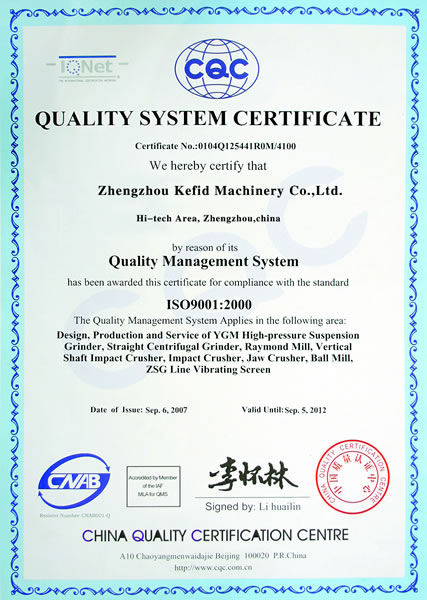 IQNet
THE INTERNATIONAL CERTIFICATION NETWORK
CQC
QUALITY SYSTEM CERTIFICATE
Certificate No.:0104Q125441R0M/4100
We hereby certify that
Zhengzhou Kefid Machinery Co.,Ltd.
Hi-tech Area, Zhengzhou,china
by reason of its
Quality Management System
has been awarded this certificate for compliance with the standard
ISO9001:2000
The Quality Management System Applies in the following area:
Design, Production and Service of YGM High-pressure Suspension
Grinder, Straight Centrifugal Grinder, Raymond Mill, Vertical
Shaft Impact Crusher, Impact Crusher, Jaw Crusher, Ball Mill,
ZSG Line Vibrating Screen
Date of Issue: Sep. 6, 2007 Valid Until:Sep. 5, 2012
CNAB
Accredited by Member
of the IAF
MLA for QMS
李怀林
Signed by: Li huailin
CHINA QUALITY CERTIFICATION CENTRE
中国质量认证中心
CHINA QUALITY CERTIFICATION CENTRE
A10 Chaoyangmenwaidajie Beijing 100020 P.R.China
http://www.cqc.com.cn